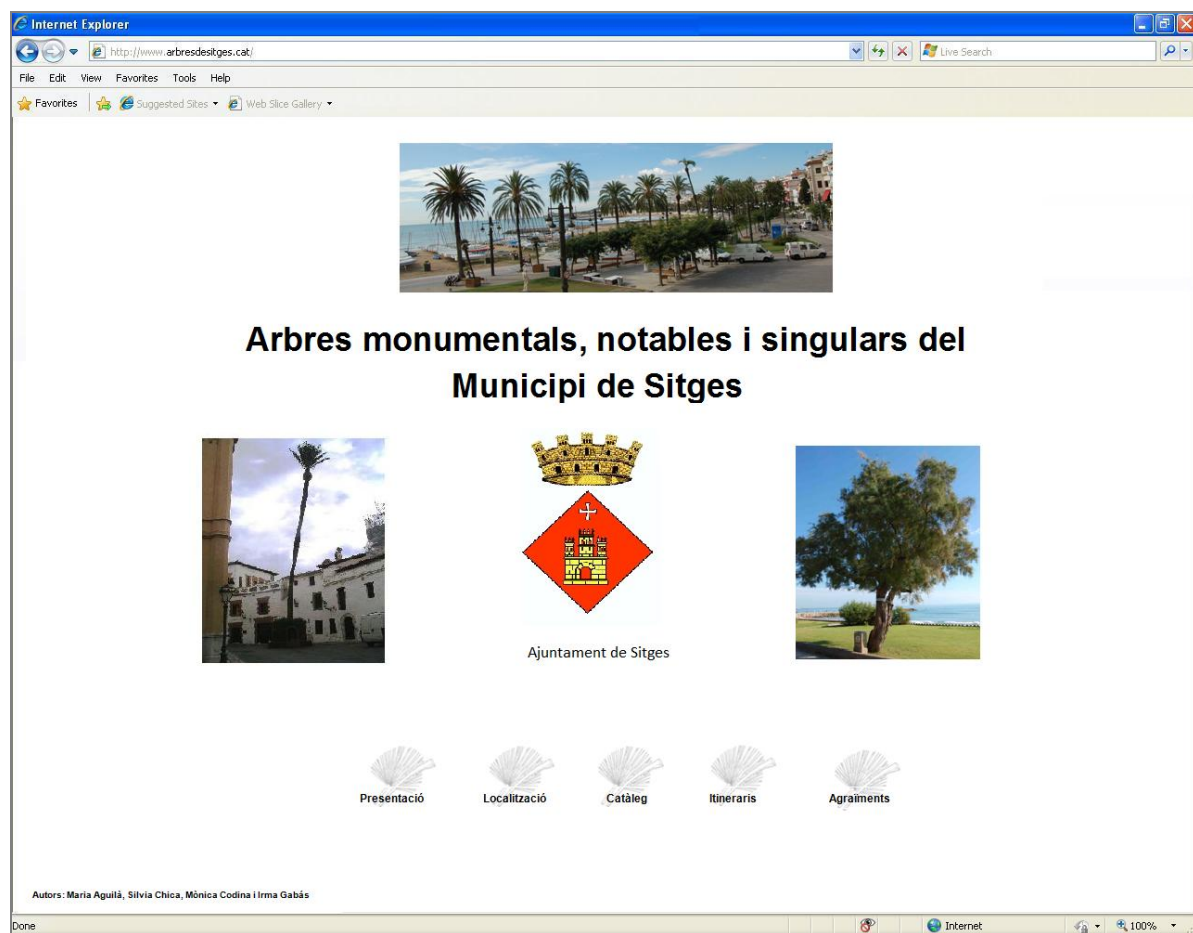 Internet Explorer
http://www.arbresdesitges.cat/
Live Search
File Edit View Favorites Tools Help
Favorites Suggested Sites Web Slice Gallery
Arbres monumentals, notables i singulars del
Municipi de Sitges
Ajuntament de Sitges
Presentació Localització Catàleg Itineraris Agraïments
Autors: Maria Aguilà, Silvia Chica, Mònica Codina i Irma Gabás
Done Internet 100%